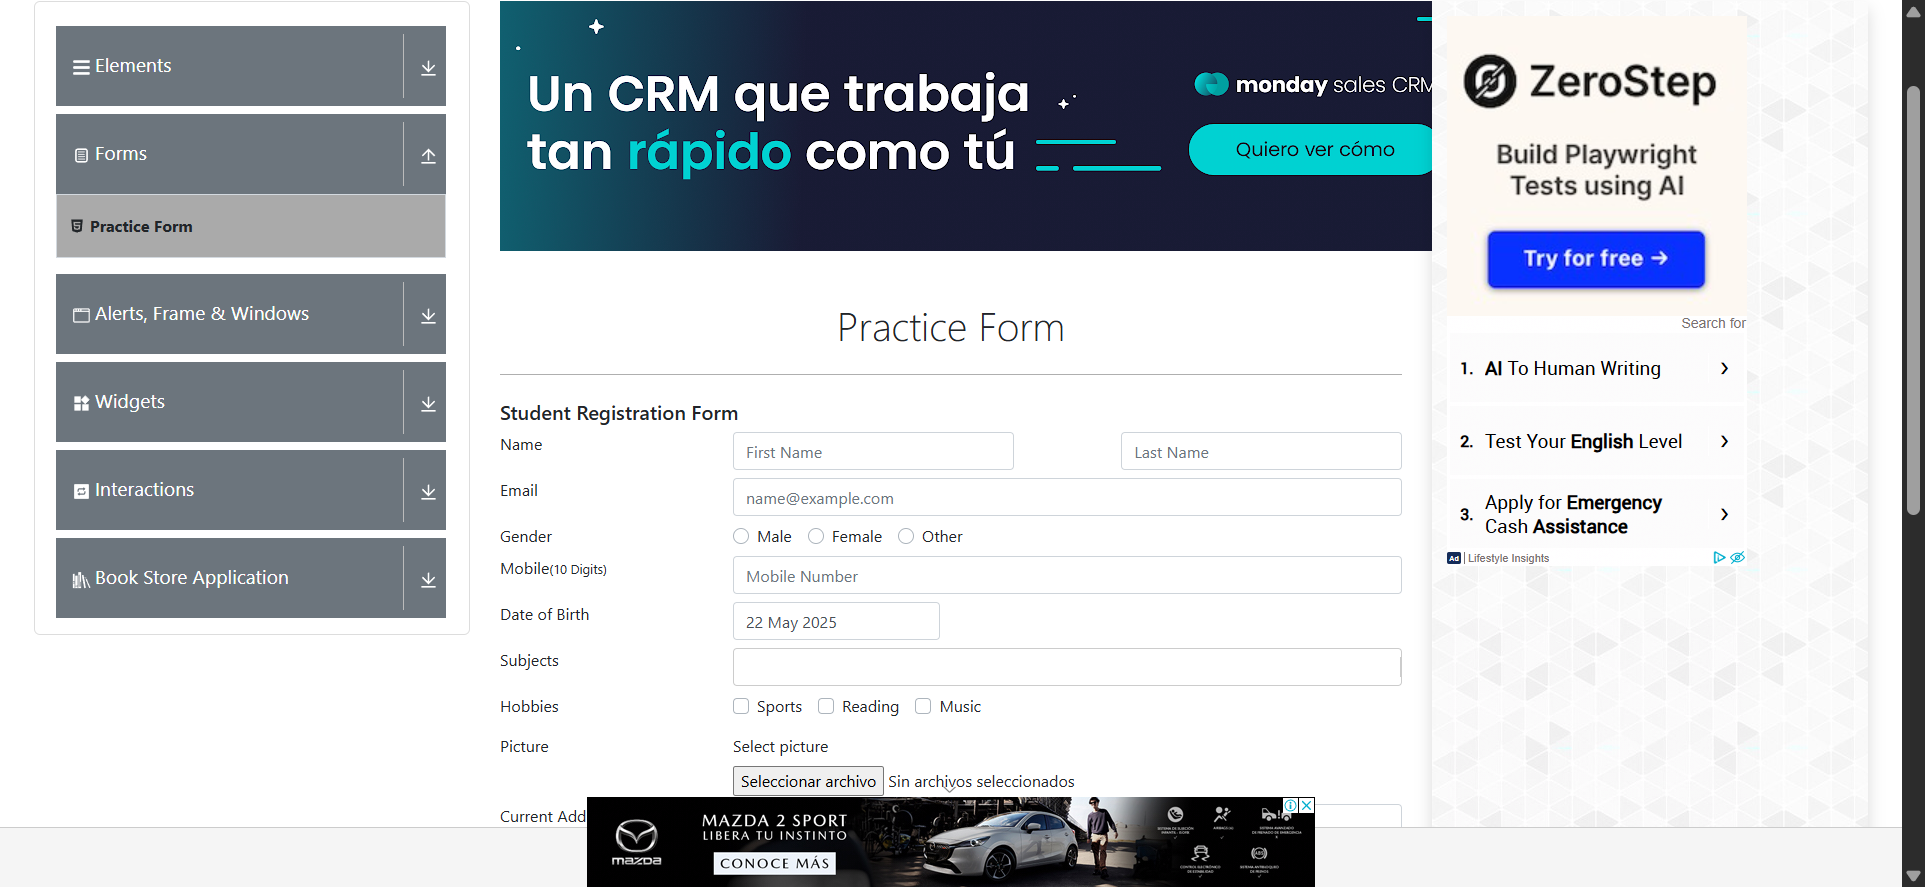 Elements
Forms
Practice Form
Alerts, Frame & Windows
Widgets
Interactions
Book Store Application
Un CRM que trabaja
tan rápido como tú
monday sales CRM
Quiero ver cómo
Practice Form
Student Registration Form
Name
First Name
Last Name
Email
name@example.com
Gender
Male
Female
Other
Mobile(10 Digits)
Mobile Number
Date of Birth
22 May 2025
Subjects
Hobbies
Sports
Reading
Music
Picture
Select picture
Seleccionar archivo
Sin archivos seleccionados
Current Add
ZeroStep
Build Playwright
Tests using AI
Try for free →
Search for
1. AI To Human Writing
2. Test Your English Level
3. Apply for Emergency
Cash Assistance
Ad | Lifestyle Insights
mazda
MAZDA 2 SPORT
LIBERA TU INSTINTO
CONOCE MÁS